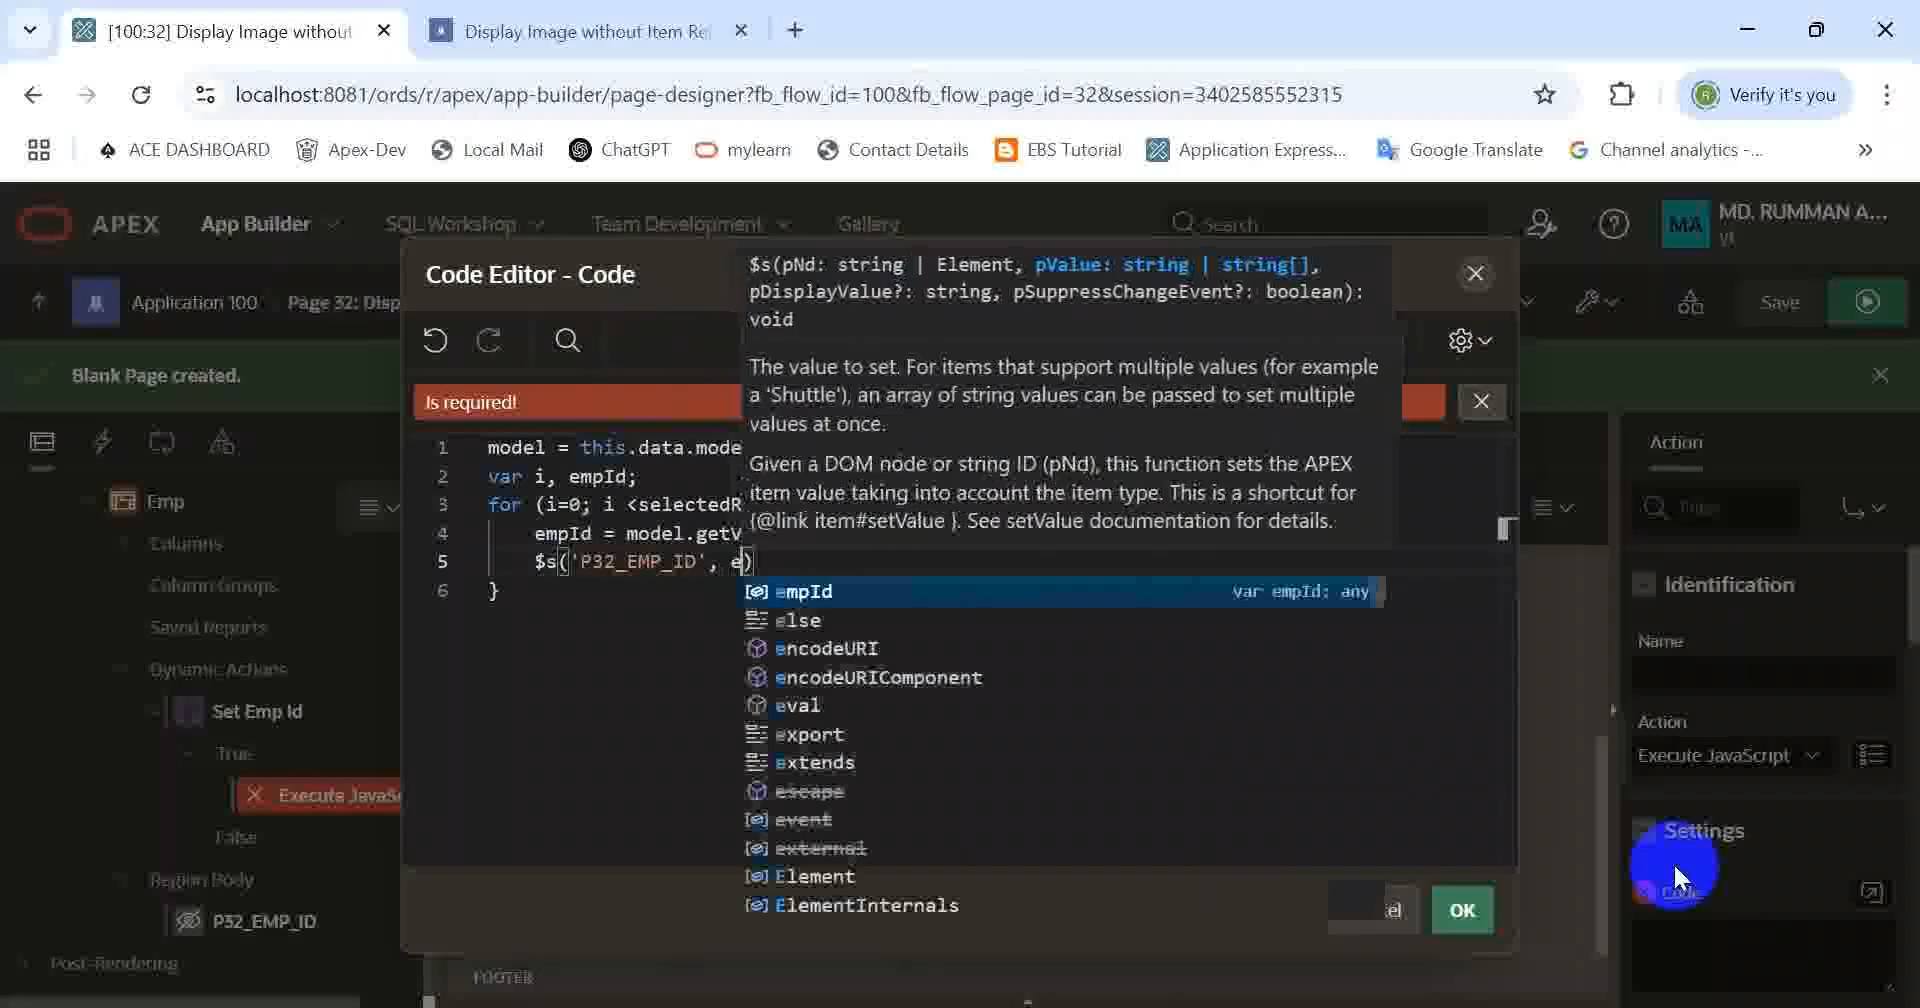 [100:32] Display Image without
Display Image without Item Re
localhost:8081/ords/r/apex/app-builder/page-designer?fb_flow_id=100&fb_flow_page_id=32&session=3402585552315
Verify it's you
ACE DASHBOARD
Apex-Dev
Local Mail
ChatGPT
mylearn
Contact Details
EBS Tutorial
Application Express...
Google Translate
Channel analytics -...
APEX
App Builder
SQL Workshop
Team Development
Gallery
Search
MA
MD. RUMMAN A...
Application 100
Page 32: Disp
Save
Blank Page created.
Code Editor - Code
$s(pNd: string | Element, pValue: string | string[],
pDisplayValue?: string, pSuppressChangeEvent?: boolean):
void
The value to set. For items that support multiple values (for example
a 'Shuttle'), an array of string values can be passed to set multiple
values at once.
Given a DOM node or string ID (pNd), this function sets the APEX
item value taking into account the item type. This is a shortcut for
{@link item#setValue }. See setValue documentation for details.
Is required!
1 model = this.data.mode
2 var i, empId;
3 for (i=0; i <selectedR
4 empId = model.getV
5 $s('P32_EMP_ID', e)
6 }
empId var empId: any
else
encodeURI
encodeURIComponent
eval
export
extends
escape
event
external
Element
ElementInternals
el
OK
Emp
Columns
Column Groups
Saved Reports
Dynamic Actions
Set Emp Id
True
Execute JavaSc
False
Region Body
P32_EMP_ID
Post-Rendering
FOOTER
Action
Filter
Identification
Name
Action
Execute JavaScript
Settings
Code